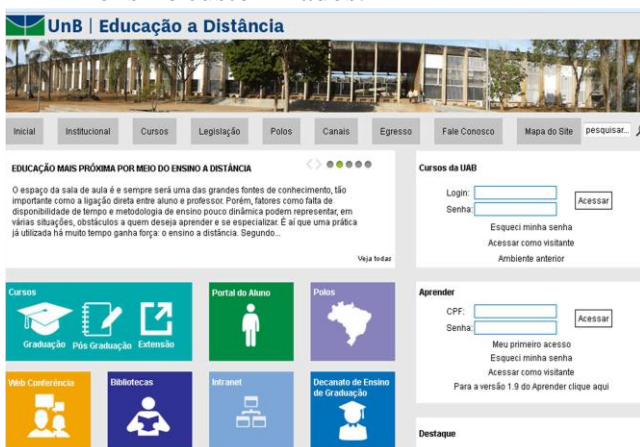 UnB | Educação a Distância
Inicial Institucional Cursos Legislação Polos Canais Egresso Fale Conosco Mapa do Site pesquisar...
EDUCAÇÃO MAIS PRÓXIMA POR MEIO DO ENSINO A DISTÂNCIA
O espaço da sala de aula é e sempre será uma das grandes fontes de conhecimento, tão
importante como a ligação direta entre aluno e professor. Porém, fatores como falta de
disponibilidade de tempo e metodologia de ensino pouco dinâmica podem representar, em
várias situações, obstáculos a quem deseja aprender e se especializar. É aí que uma prática
já utilizada há muito tempo ganha força: o ensino a distância. Segundo...
Veja todas
Cursos da UAB
Login:
Senha:
Acessar
Esqueci minha senha
Acessar como visitante
Ambiente anterior
Cursos
Graduação Pós Graduação Extensão
Portal do Aluno
Polos
Web Conferência
Bibliotecas
Intranet
Decanato de Ensino
de Graduação
Aprender
CPF:
Senha:
Acessar
Meu primeiro acesso
Esqueci minha senha
Acessar como visitante
Para a versão 1.9 do Aprender clique aqui
Destaque